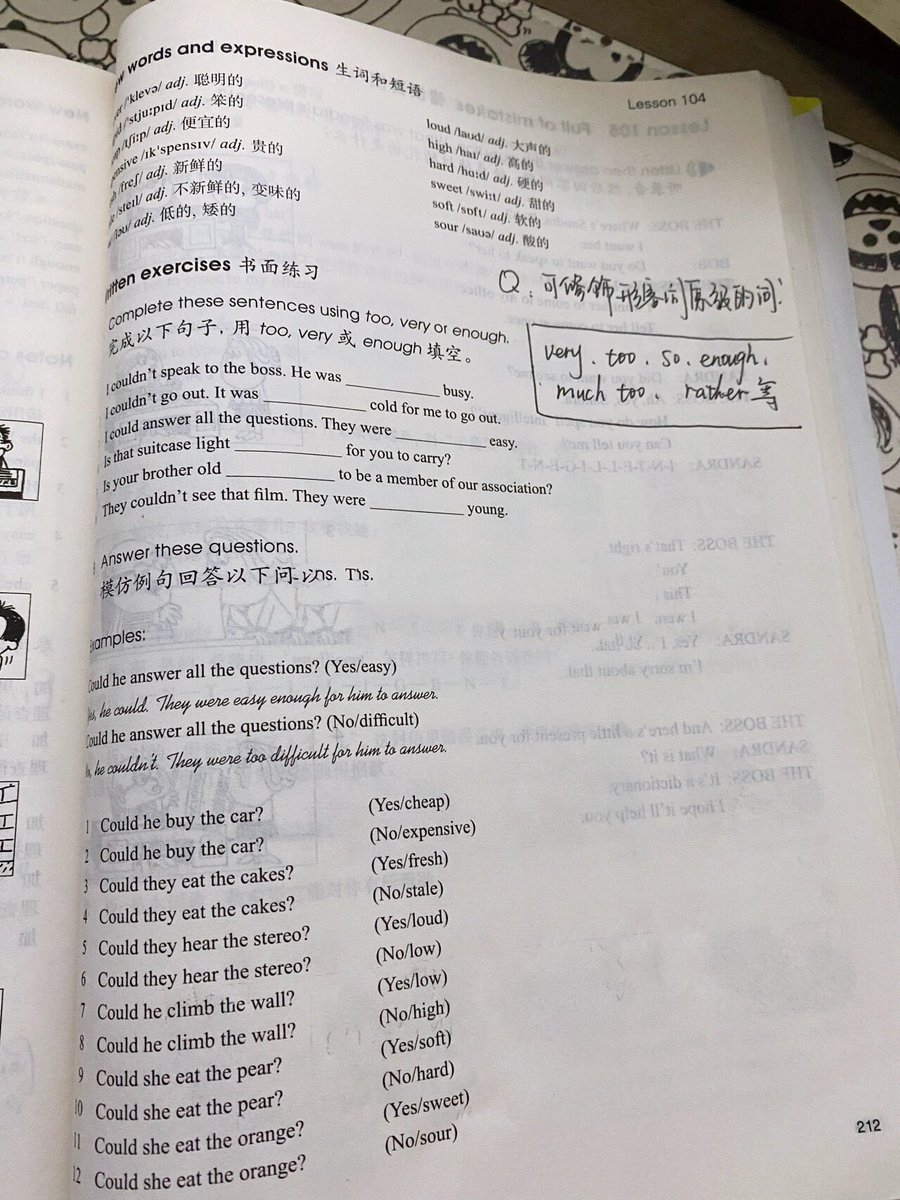 Lesson 104
words and expressions 生词和短语
/ˈklevə/ adj. 聪明的
/ˈstjuːpɪd/ adj. 笨的
/tʃiːp/ adj. 便宜的
/ɪkˈspensɪv/ adj. 贵的
/freʃ/ adj. 新鲜的
/steɪl/ adj. 不新鲜的, 变味的
/ləʊ/ adj. 低的, 矮的
loud /laʊd/ adj. 大声的
high /haɪ/ adj. 高的
hard /hɑːd/ adj. 硬的
sweet /swiːt/ adj. 甜的
soft /sɒft/ adj. 软的
sour /saʊə/ adj. 酸的
Q. 可修饰形容词原级的词:
very. too. so. enough.
much too. rather 等
exercises 书面练习
Complete these sentences using too, very or enough.
完成以下句子, 用 too, very 或 enough 填空。
I couldn't speak to the boss. He was ____ busy.
I couldn't go out. It was ____ cold for me to go out.
I could answer all the questions. They were ____ easy.
Is that suitcase light ____ for you to carry?
Is your brother old ____ to be a member of our association?
They couldn't see that film. They were ____ young.
Answer these questions.
模仿例句回答以下问
Examples:
Could he answer all the questions? (Yes/easy)
he could. They were easy enough for him to answer.
Could he answer all the questions? (No/difficult)
he couldn't. They were too difficult for him to answer.
1 Could he buy the car? (Yes/cheap)
2 Could he buy the car? (No/expensive)
3 Could they eat the cakes? (Yes/fresh)
4 Could they eat the cakes? (No/stale)
5 Could they hear the stereo? (Yes/loud)
6 Could they hear the stereo? (No/low)
7 Could he climb the wall? (Yes/low)
8 Could he climb the wall? (No/high)
9 Could she eat the pear? (Yes/soft)
10 Could she eat the pear? (No/hard)
11 Could she eat the orange? (Yes/sweet)
12 Could she eat the orange? (No/sour)
212